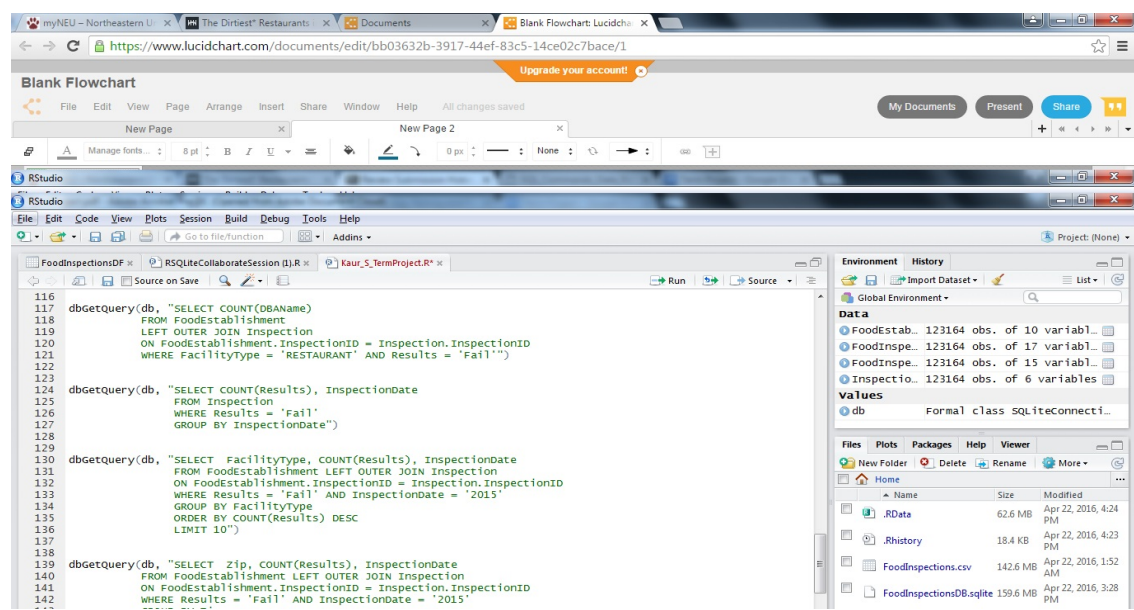 myNEU – Northeastern U
The Dirtiest* Restaurants
Documents
Blank Flowchart: Lucidcha
https://www.lucidchart.com/documents/edit/bb03632b-3917-44ef-83c5-14ce02c7bace/1
Upgrade your account!
Blank Flowchart
File Edit View Page Arrange Insert Share Window Help All changes saved
My Documents Present Share
New Page
New Page 2
A Manage fonts... 8 pt B I U 0 px None
RStudio
RStudio
File Edit Code View Plots Session Build Debug Tools Help
Go to file/function Addins
Project: (None)
FoodInspectionsDF
RSQLiteCollaborateSession (1).R
Kaur_S_TermProject.R*
Source on Save Run Source
116
117 dbGetQuery(db, "SELECT COUNT(DBAName)
118 FROM FoodEstablishment
119 LEFT OUTER JOIN Inspection
120 ON FoodEstablishment.InspectionID = Inspection.InspectionID
121 WHERE FacilityType = 'RESTAURANT' AND Results = 'Fail'")
122
123
124 dbGetQuery(db, "SELECT COUNT(Results), InspectionDate
125 FROM Inspection
126 WHERE Results = 'Fail'
127 GROUP BY InspectionDate")
128
129
130 dbGetQuery(db, "SELECT FacilityType, COUNT(Results), InspectionDate
131 FROM FoodEstablishment LEFT OUTER JOIN Inspection
132 ON FoodEstablishment.InspectionID = Inspection.InspectionID
133 WHERE Results = 'Fail' AND InspectionDate = '2015'
134 GROUP BY FacilityType
135 ORDER BY COUNT(Results) DESC
136 LIMIT 10")
137
138
139 dbGetQuery(db, "SELECT Zip, COUNT(Results), InspectionDate
140 FROM FoodEstablishment LEFT OUTER JOIN Inspection
141 ON FoodEstablishment.InspectionID = Inspection.InspectionID
142 WHERE Results = 'Fail' AND InspectionDate = '2015'
Environment History
Import Dataset List
Global Environment
Data
FoodEstab… 123164 obs. of 10 variabl…
FoodInspe… 123164 obs. of 17 variabl…
FoodInspe… 123164 obs. of 15 variabl…
Inspectio… 123164 obs. of 6 variables
Values
db Formal class SQLiteConnecti…
Files Plots Packages Help Viewer
New Folder Delete Rename More
Home
Name Size Modified
.RData 62.6 MB Apr 22, 2016, 4:24 PM
.Rhistory 18.4 KB Apr 22, 2016, 4:23 PM
FoodInspections.csv 142.6 MB Apr 22, 2016, 1:52 AM
FoodInspectionsDB.sqlite 159.6 MB Apr 22, 2016, 3:28 PM